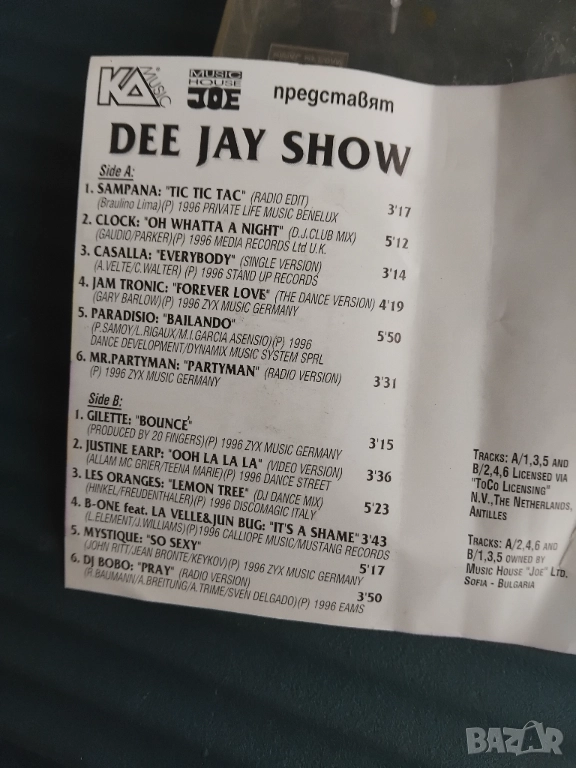 KA MUSIC
MUSIC
HOUSE
JOE
представят
DEE JAY SHOW
Side A:
1. SAMPANA: "TIC TIC TAC" (RADIO EDIT) 3'17
(Braulino Lima)(P) 1996 PRIVATE LIFE MUSIC BENELUX
2. CLOCK: "OH WHATTA A NIGHT" (D.J.CLUB MIX) 5'12
(GAUDIO/PARKER)(P) 1996 MEDIA RECORDS Ltd U.K.
3. CASALLA: "EVERYBODY" (SINGLE VERSION) 3'14
(A.VELTE/C.WALTER) (P) 1996 STAND UP RECORDS
4. JAM TRONIC: "FOREVER LOVE" (THE DANCE VERSION) 4'19
(GARY BARLOW)(P) 1996 ZYX MUSIC GERMANY
5. PARADISIO: "BAILANDO" 5'50
(P.SAMOY/L.RIGAUX/M.I.GARCIA ASENSIO)(P) 1996
DANCE DEVELOPMENT/DYNAMIX MUSIC SYSTEM SPRL
6. MR.PARTYMAN: "PARTYMAN" (RADIO VERSION) 3'31
(P) 1996 ZYX MUSIC GERMANY
Side B:
1. GILETTE: "BOUNCE" 3'15
(PRODUCED BY 20 FINGERS)(P) 1996 ZYX MUSIC GERMANY
2. JUSTINE EARP: "OOH LA LA LA" (VIDEO VERSION) 3'36
(ALLAM MC GRIER/TEENA MARIE)(P) 1996 DANCE STREET
3. LES ORANGES: "LEMON TREE" (DJ DANCE MIX) 5'23
(HINKEL/FREUDENTHALER)(P) 1996 DISCOMAGIC ITALY
4. B-ONE feat. LA VELLE&JUN BUG: "IT'S A SHAME" 3'43
(L.ELEMENT/J.WILLIAMS)(P)1996 CALLIOPE MUSIC/MUSTANG RECORDS
5. MYSTIQUE: "SO SEXY" 5'17
(JOHN RITT/JEAN BRONTE/KEYKOV)(P) 1996 ZYX MUSIC GERMANY
6. DJ BOBO: "PRAY" (RADIO VERSION) 3'50
(R.BAUMANN/A.BREITUNG/A.TRIME/SVEN DELGADO)(P) 1996 EAMS
TRACKS: A/1,3,5 AND
B/2,4,6 LICENSED VIA
"TOCO LICENSING"
N.V.,THE NETHERLANDS,
ANTILLES
TRACKS: A/2,4,6 AND
B/1,3,5 OWNED BY
MUSIC HOUSE "JOE" LTD.
SOFIA - BULGARIA
BAZAR